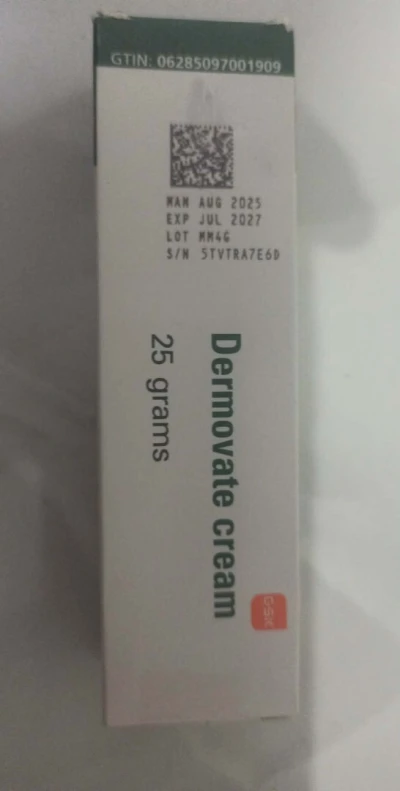 GTIN: 06285097001909
MAN AUG 2025
EXP JUL 2027
LOT MM4G
S/N 5TVTRA7E6D
Dermovate cream
25 grams
GSK